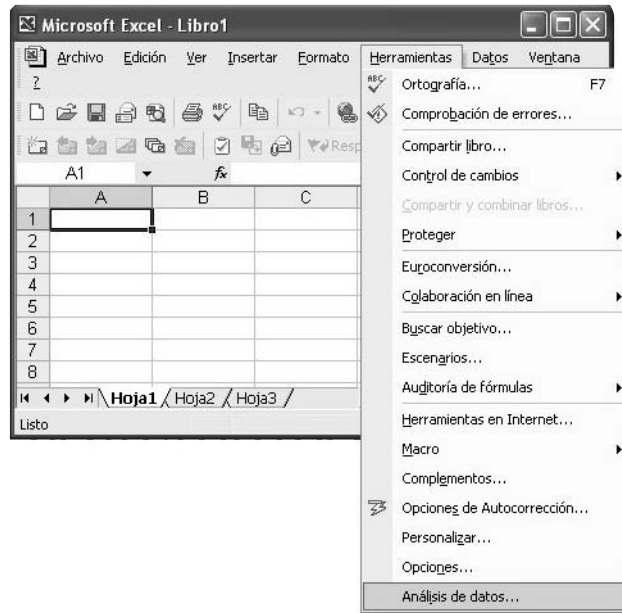 Microsoft Excel - Libro1
Archivo Edición Ver Insertar Formato Herramientas Datos Ventana
?
A1 fx
A B C
1
2
3
4
5
6
7
8
Hoja1 Hoja2 Hoja3
Listo
ABC Ortografía... F7
Comprobación de errores...
Compartir libro...
Control de cambios
Compartir y combinar libros...
Proteger
Euroconversión...
Colaboración en línea
Buscar objetivo...
Escenarios...
Auditoría de fórmulas
Herramientas en Internet...
Macro
Complementos...
Opciones de Autocorrección...
Personalizar...
Opciones...
Análisis de datos...